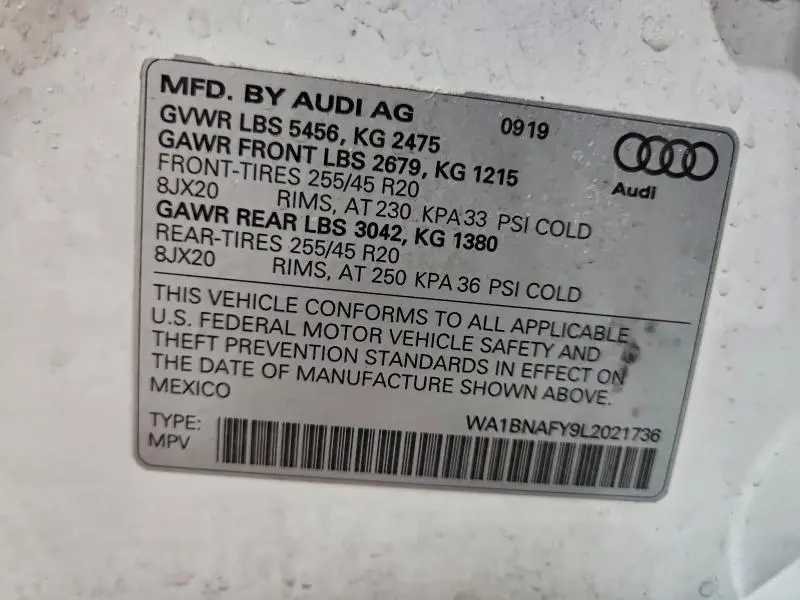 MFD. BY AUDI AG 0919
GVWR LBS 5456, KG 2475
GAWR FRONT LBS 2679, KG 1215
Audi
FRONT-TIRES 255/45 R20
8JX20 RIMS, AT 230 KPA 33 PSI COLD
GAWR REAR LBS 3042, KG 1380
REAR-TIRES 255/45 R20
8JX20 RIMS, AT 250 KPA 36 PSI COLD
THIS VEHICLE CONFORMS TO ALL APPLICABLE
U.S. FEDERAL MOTOR VEHICLE SAFETY AND
THEFT PREVENTION STANDARDS IN EFFECT ON
THE DATE OF MANUFACTURE SHOWN ABOVE.
MEXICO
TYPE: WA1BNAFY9L2021736
MPV